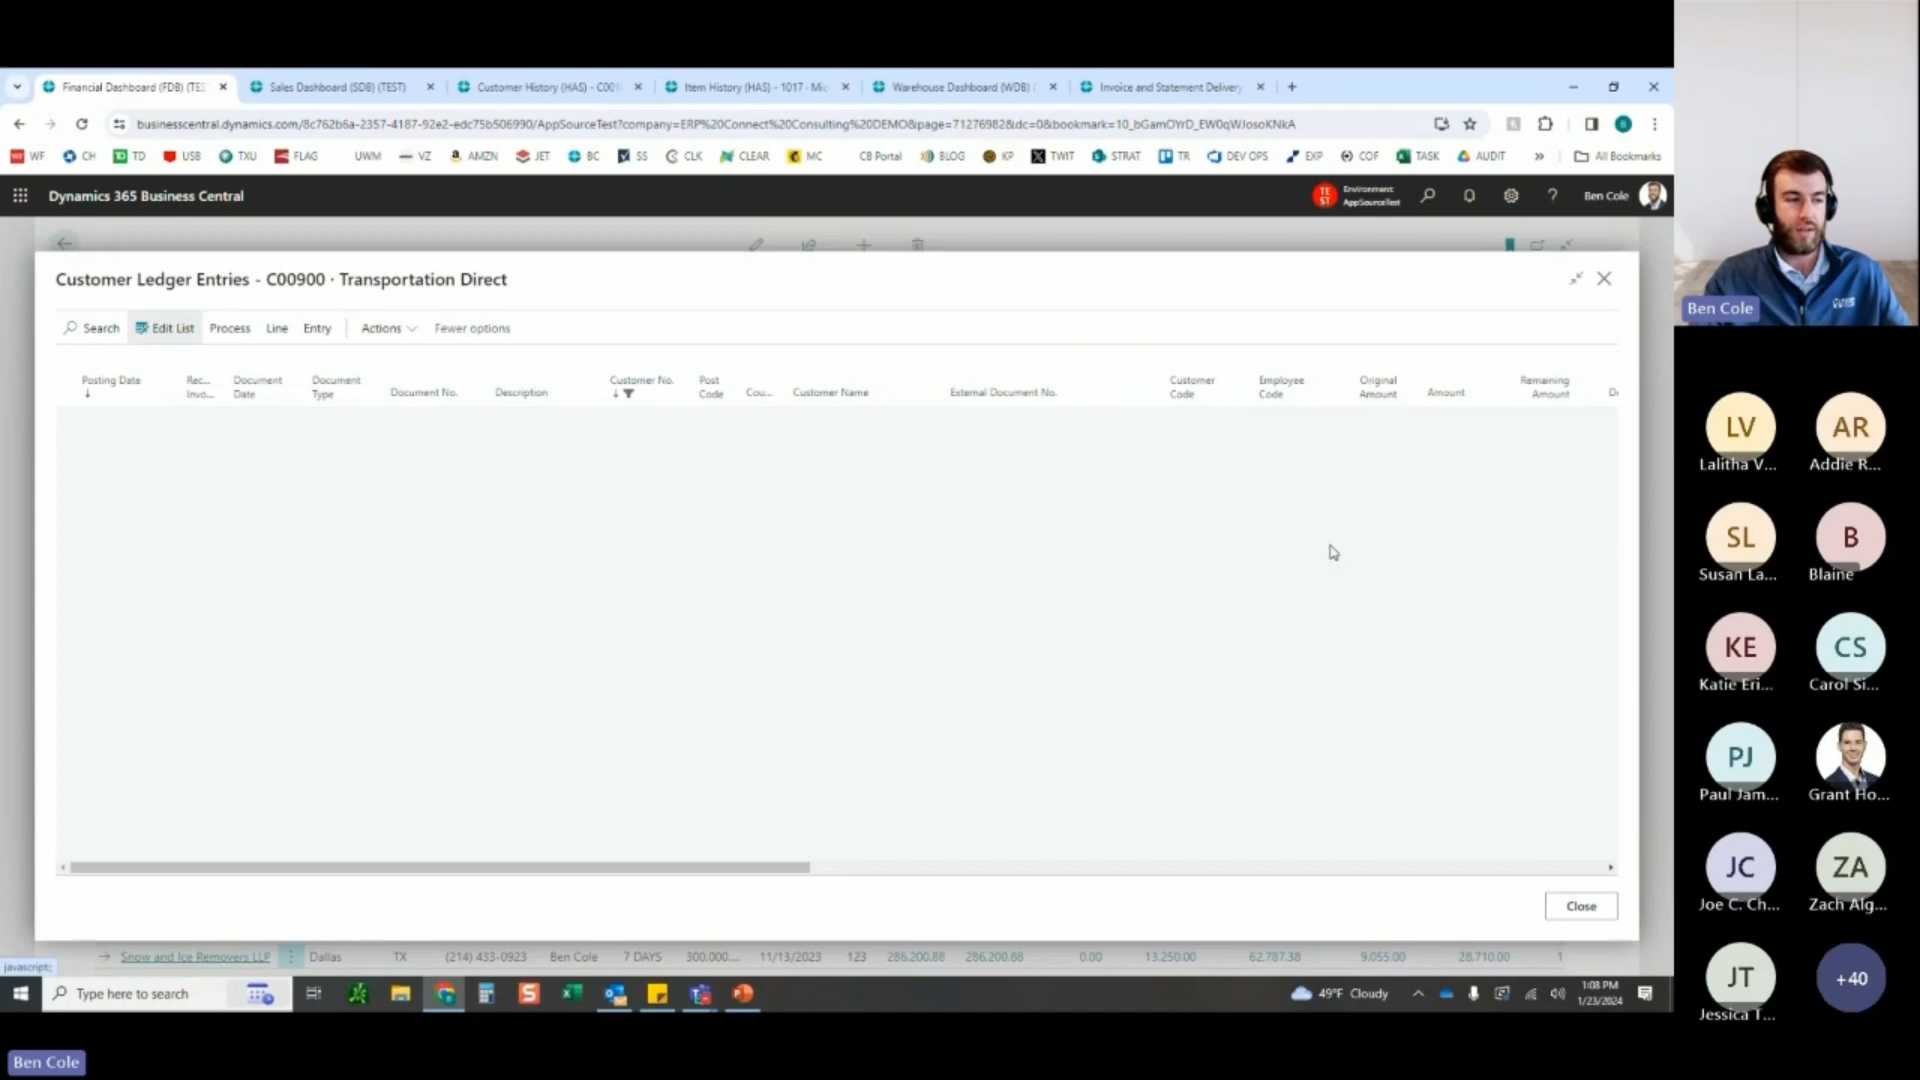 Financial Dashboard (FDB) (TES
Sales Dashboard (SDB) (TEST)
Customer History (HAS) - C001
Item History (HAS) - 1017 - Mic
Warehouse Dashboard (WDB) (
Invoice and Statement Delivery
businesscentral.dynamics.com/8c762b6a-2357-4187-92e2-edc75b506990/AppSourceTest?company=ERP%20Connect%20Consulting%20DEMO&page=71276982&dc=0&bookmark=10_bGamOYrD_EW0qWJosoKNkA
WF CH TD USB TXU FLAG UWM VZ AMZN JET BC SS CLK CLEAR MC CB Portal BLOG KP TWIT STRAT TR DEV OPS EXP COF TASK AUDIT » All Bookmarks
Dynamics 365 Business Central
TE ST
Environment:
AppSourceTest
Ben Cole
Customer Ledger Entries - C00900 · Transportation Direct
Search Edit List Process Line Entry Actions Fewer options
Posting Date
Rec... Invo...
Document Date
Document Type
Document No.
Description
Customer No.
Post Code
Cou...
Customer Name
External Document No.
Customer Code
Employee Code
Original Amount
Amount
Remaining Amount
Close
Snow and Ice Removers LLP Dallas TX (214) 433-0923 Ben Cole 7 DAYS 300.000.... 11/13/2023 123 286,200.88 286,200.88 0.00 13,250.00 62,787.38 9,055.00 28,710.00 1
javascript:;
Type here to search
49°F Cloudy
1:08 PM
1/23/2024
Ben Cole
Ben Cole
LV
Lalitha V...
AR
Addie R...
SL
Susan La...
B
Blaine
KE
Katie Eri...
CS
Carol Si...
PJ
Paul Jam...
Grant Ho...
JC
Joe C. Ch...
ZA
Zach Alg...
JT
Jessica T...
+40